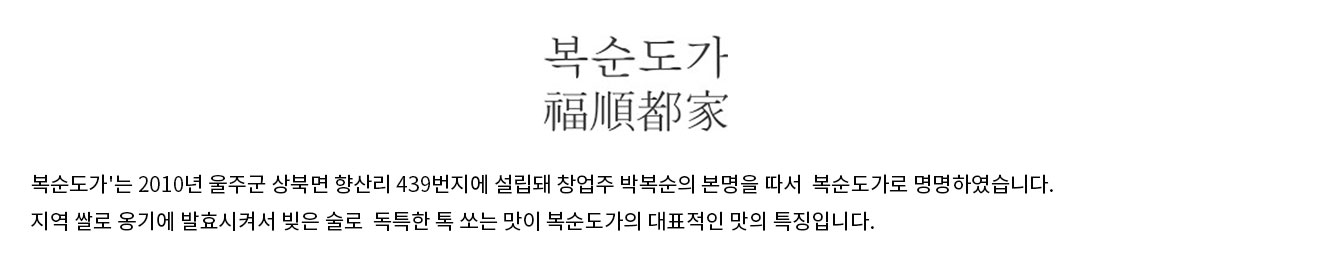 복순도가
福順都家
복순도가'는 2010년 울주군 상북면 향산리 439번지에 설립돼 창업주 박복순의 본명을 따서  복순도가로 명명하였습니다.
지역 쌀로 옹기에 발효시켜서 빚은 술로  독특한 톡 쏘는 맛이 복순도가의 대표적인 맛의 특징입니다.